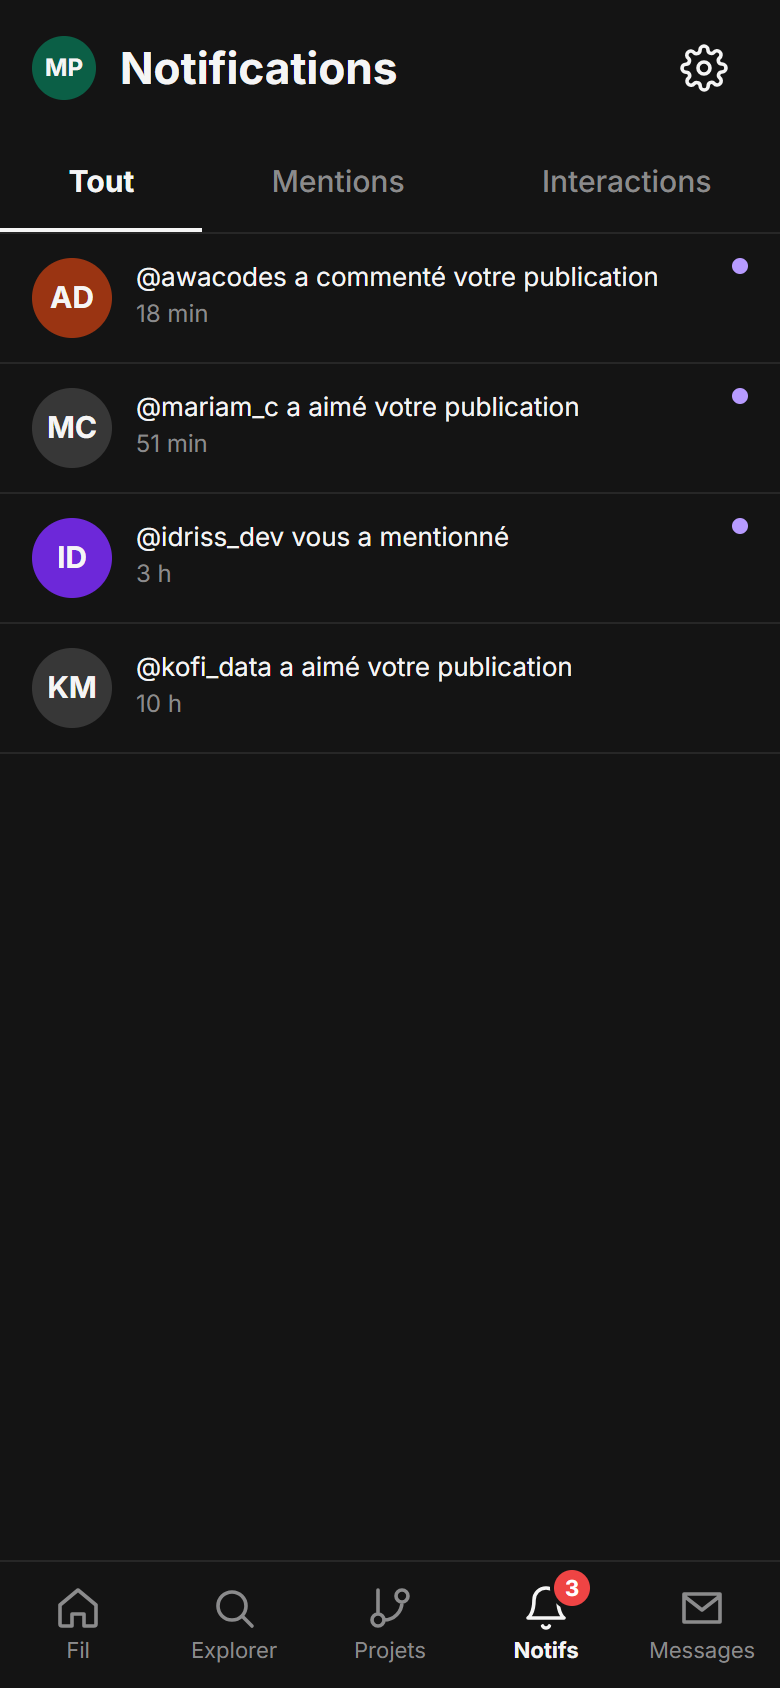 MP
Notifications
Tout
Mentions
Interactions
AD
@awacodes a commenté votre publication
18 min
MC
@mariam_c a aimé votre publication
51 min
ID
@idriss_dev vous a mentionné
3 h
KM
@kofi_data a aimé votre publication
10 h
3
Fil
Explorer
Projets
Notifs
Messages